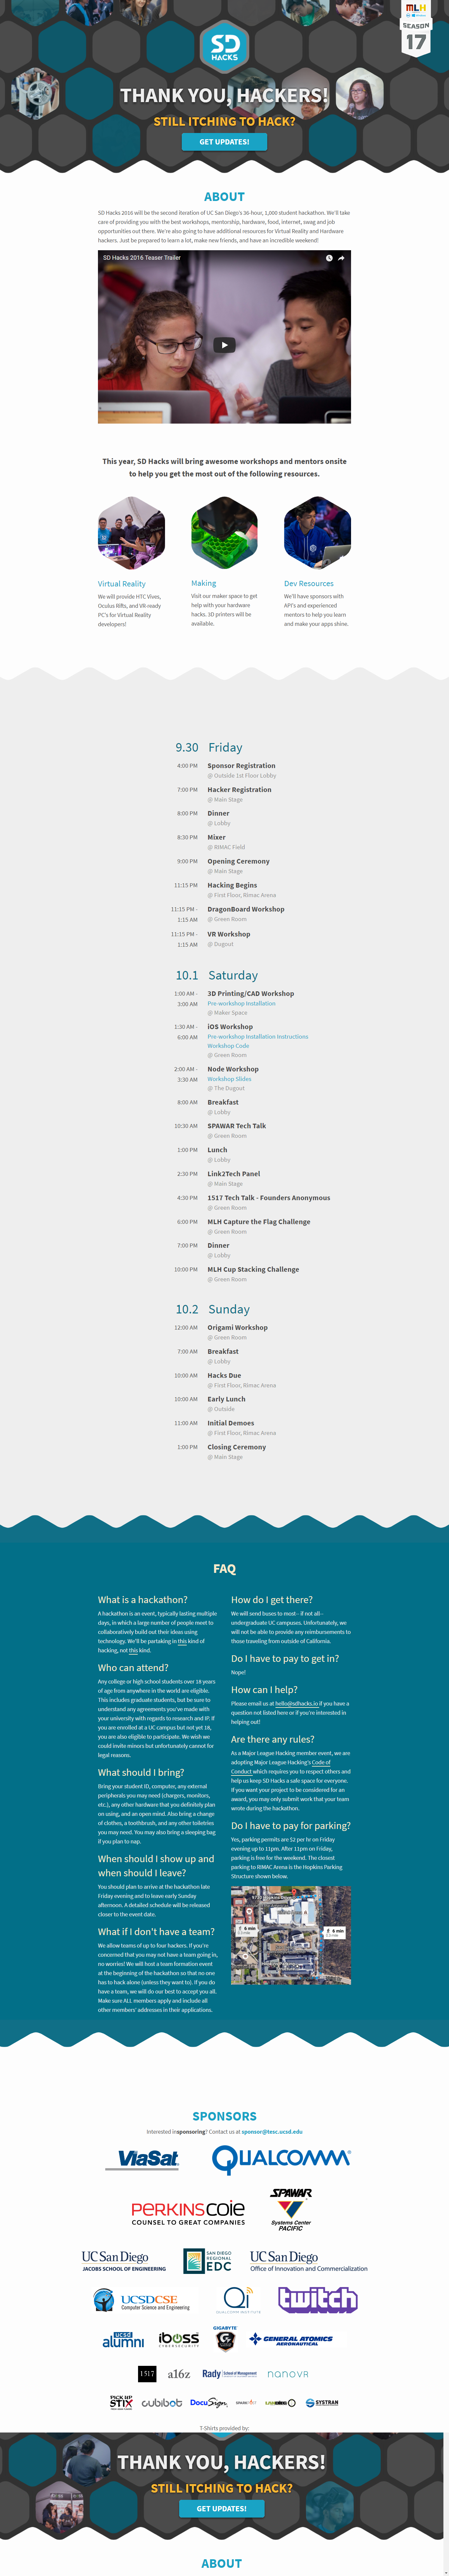 MLH
SEASON
17
SD
HACKS
THANK YOU, HACKERS!
STILL ITCHING TO HACK?
GET UPDATES!
ABOUT
SD Hacks 2016 will be the second iteration of UC San Diego's 36-hour, 1,000 student hackathon. We'll take
care of providing you with the best workshops, mentorship, hardware, food, internet, swag and job
opportunities out there. We're also going to have additional resources for Virtual Reality and Hardware
hackers. Just be prepared to learn a lot, make new friends, and have an incredible weekend!
SD Hacks 2016 Teaser Trailer
This year, SD Hacks will bring awesome workshops and mentors onsite
to help you get the most out of the following resources.
Virtual Reality
We will provide HTC Vives,
Oculus Rifts, and VR-ready
PC's for Virtual Reality
developers!
Making
Visit our maker space to get
help with your hardware
hacks. 3D printers will be
available.
Dev Resources
We'll have sponsors with
API's and experienced
mentors to help you learn
and make your apps shine.
9.30 Friday
4:00 PM Sponsor Registration
@ Outside 1st Floor Lobby
7:00 PM Hacker Registration
@ Main Stage
8:00 PM Dinner
@ Lobby
8:30 PM Mixer
@ RIMAC Field
9:00 PM Opening Ceremony
@ Main Stage
11:15 PM Hacking Begins
@ First Floor, Rimac Arena
11:15 PM - DragonBoard Workshop
1:15 AM @ Green Room
11:15 PM - VR Workshop
1:15 AM @ Dugout
10.1 Saturday
1:00 AM - 3D Printing/CAD Workshop
3:00 AM Pre-workshop Installation
@ Maker Space
1:30 AM - iOS Workshop
6:00 AM Pre-workshop Installation Instructions
Workshop Code
@ Green Room
2:00 AM - Node Workshop
3:30 AM Workshop Slides
@ The Dugout
8:00 AM Breakfast
@ Lobby
10:30 AM SPAWAR Tech Talk
@ Green Room
1:00 PM Lunch
@ Lobby
2:30 PM Link2Tech Panel
@ Main Stage
4:30 PM 1517 Tech Talk - Founders Anonymous
@ Green Room
6:00 PM MLH Capture the Flag Challenge
@ Green Room
7:00 PM Dinner
@ Lobby
10:00 PM MLH Cup Stacking Challenge
@ Green Room
10.2 Sunday
12:00 AM Origami Workshop
@ Green Room
7:00 AM Breakfast
@ Lobby
10:00 AM Hacks Due
@ First Floor, Rimac Arena
10:00 AM Early Lunch
@ Outside
11:00 AM Initial Demoes
@ First Floor, Rimac Arena
1:00 PM Closing Ceremony
@ Main Stage
FAQ
What is a hackathon?
A hackathon is an event, typically lasting multiple
days, in which a large number of people meet to
collaboratively build out their ideas using
technology. We'll be partaking in this kind of
hacking, not this kind.
Who can attend?
Any college or high school students over 18 years
of age from anywhere in the world are eligible.
This includes graduate students, but be sure to
understand any agreements you've made with
your university with regards to research and IP. If
you are enrolled at a UC campus but not yet 18,
you are also eligible to participate. We wish we
could invite minors but unfortunately cannot for
legal reasons.
What should I bring?
Bring your student ID, computer, any external
peripherals you may need (chargers, monitors,
etc.), any other hardware that you definitely plan
on using, and an open mind. Also bring a change
of clothes, a toothbrush, and any other toiletries
you may need. You may also bring a sleeping bag
if you plan to nap.
When should I show up and
when should I leave?
You should plan to arrive at the hackathon late
Friday evening and to leave early Sunday
afternoon. A detailed schedule will be released
closer to the event date.
What if I don't have a team?
We allow teams of up to four hackers. If you're
concerned that you may not have a team going in,
no worries! We will host a team formation event
at the beginning of the hackathon so that no one
has to hack alone (unless they want to). If you do
have a team, we will do our best to accept you all.
Make sure ALL members apply and include all
other members' addresses in their applications.
How do I get there?
We will send buses to most-- if not all--
undergraduate UC campuses. Unfortunately, we
will not be able to provide any reimbursements to
those traveling from outside of California.
Do I have to pay to get in?
Nope!
How can I help?
Please email us at hello@sdhacks.io if you have a
question not listed here or if you're interested in
helping out!
Are there any rules?
As a Major League Hacking member event, we are
adopting Major League Hacking's Code of
Conduct which requires you to respect others and
help us keep SD Hacks a safe space for everyone.
If you want your project to be considered for an
award, you may only submit work that your team
wrote during the hackathon.
Do I have to pay for parking?
Yes, parking permits are $2 per hr on Friday
evening up to 11pm. After 11pm on Friday,
parking is free for the weekend. The closest
parking to RIMAC Arena is the Hopkins Parking
Structure shown below.
6 min
6 min
SPONSORS
Interested in sponsoring? Contact us at sponsor@tesc.ucsd.edu.
ViaSat
QUALCOMM
PERKINSCOIE
COUNSEL TO GREAT COMPANIES
SPAWAR
Systems Center
PACIFIC
UC San Diego
JACOBS SCHOOL OF ENGINEERING
SAN DIEGO
REGIONAL
EDC
UC San Diego
Office of Innovation and Commercialization
UCSDCSE
Computer Science and Engineering
Qi
QUALCOMM INSTITUTE
twitch
ucsd
alumni
iboss
CYBERSECURITY
GIGABYTE
GENERAL ATOMICS
AERONAUTICAL
1517
a16z
Rady School of Management
nanovr
PICK UP
STIX
cubibot
DocuSign
SYSTRAN
T-Shirts provided by:
THANK YOU, HACKERS!
STILL ITCHING TO HACK?
GET UPDATES!
ABOUT